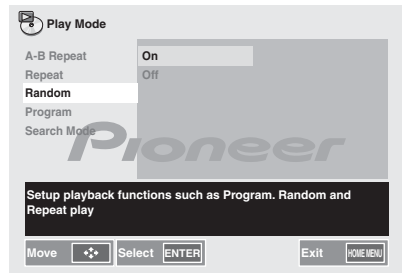 Play Mode
A-B Repeat On
Repeat Off
Random
Program
Search Mode
Pioneer
Setup playback functions such as Program. Random and
Repeat play
Move Select ENTER Exit HOME MENU